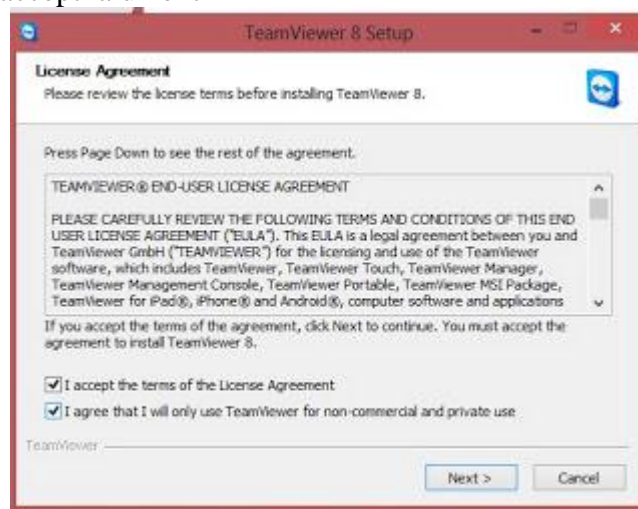 TeamViewer 8 Setup
License Agreement
Please review the license terms before installing TeamViewer 8.
Press Page Down to see the rest of the agreement.
TEAMVIEWER® END-USER LICENSE AGREEMENT
PLEASE CAREFULLY REVIEW THE FOLLOWING TERMS AND CONDITIONS OF THIS END
USER LICENSE AGREEMENT ("EULA"). This EULA is a legal agreement between you and
TeamViewer GmbH ("TEAMVIEWER") for the licensing and use of the TeamViewer
software, which includes TeamViewer, TeamViewer Touch, TeamViewer Manager,
TeamViewer Management Console, TeamViewer Portable, TeamViewer MSI Package,
TeamViewer for iPad®, iPhone® and Android®, computer software and applications
If you accept the terms of the agreement, click Next to continue. You must accept the
agreement to install TeamViewer 8.
I accept the terms of the License Agreement
I agree that I will only use TeamViewer for non-commercial and private use
TeamViewer
Next >
Cancel